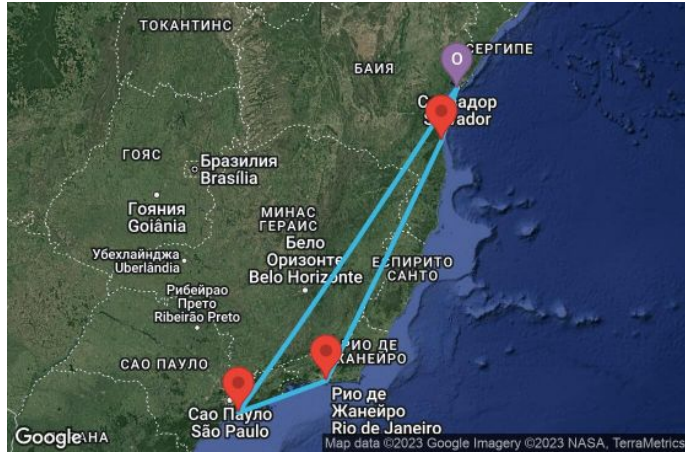 ТОКАНТИНС
СЕРГИПЕ
O
БАИЯ
Salvador
ГОЯС
Бразилия
Brasília
Гояния
Goiânia
МИНАС
ГЕРАИС
Бело
Оризонте
Belo Horizonte
Убехлайнджа
Uberlândia
ЕСПИРИТО
САНТО
Рибейрао
Прето
Ribeirão Preto
РИО ДЕ
ЖАНЕЙРО
САО ПАУЛО
Сао Пауло
São Paulo
Рио де
Жанейро
Rio de Janeiro
Google
Map data ©2023 Google Imagery ©2023 NASA, TerraMetrics